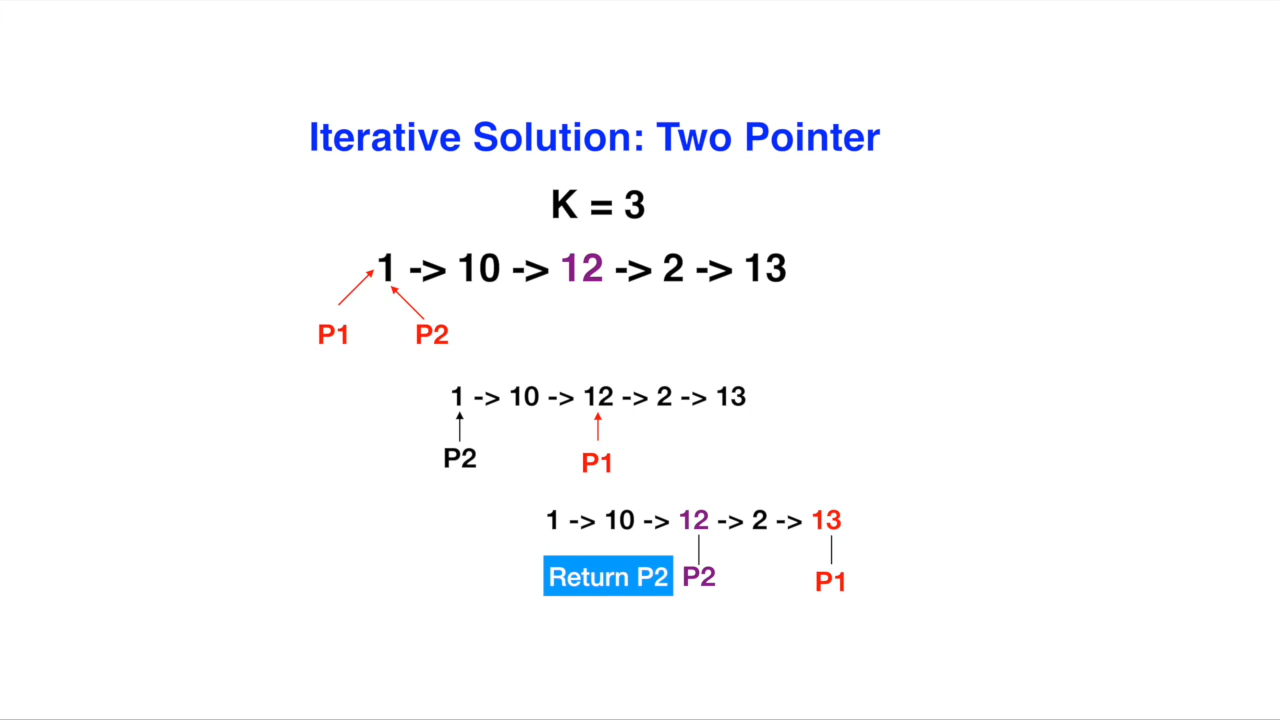 Iterative Solution: Two Pointer
K = 3
1 -> 10 -> 12 -> 2 -> 13
P1 P2
1 -> 10 -> 12 -> 2 -> 13
P2 P1
1 -> 10 -> 12 -> 2 -> 13
Return P2 P2 P1